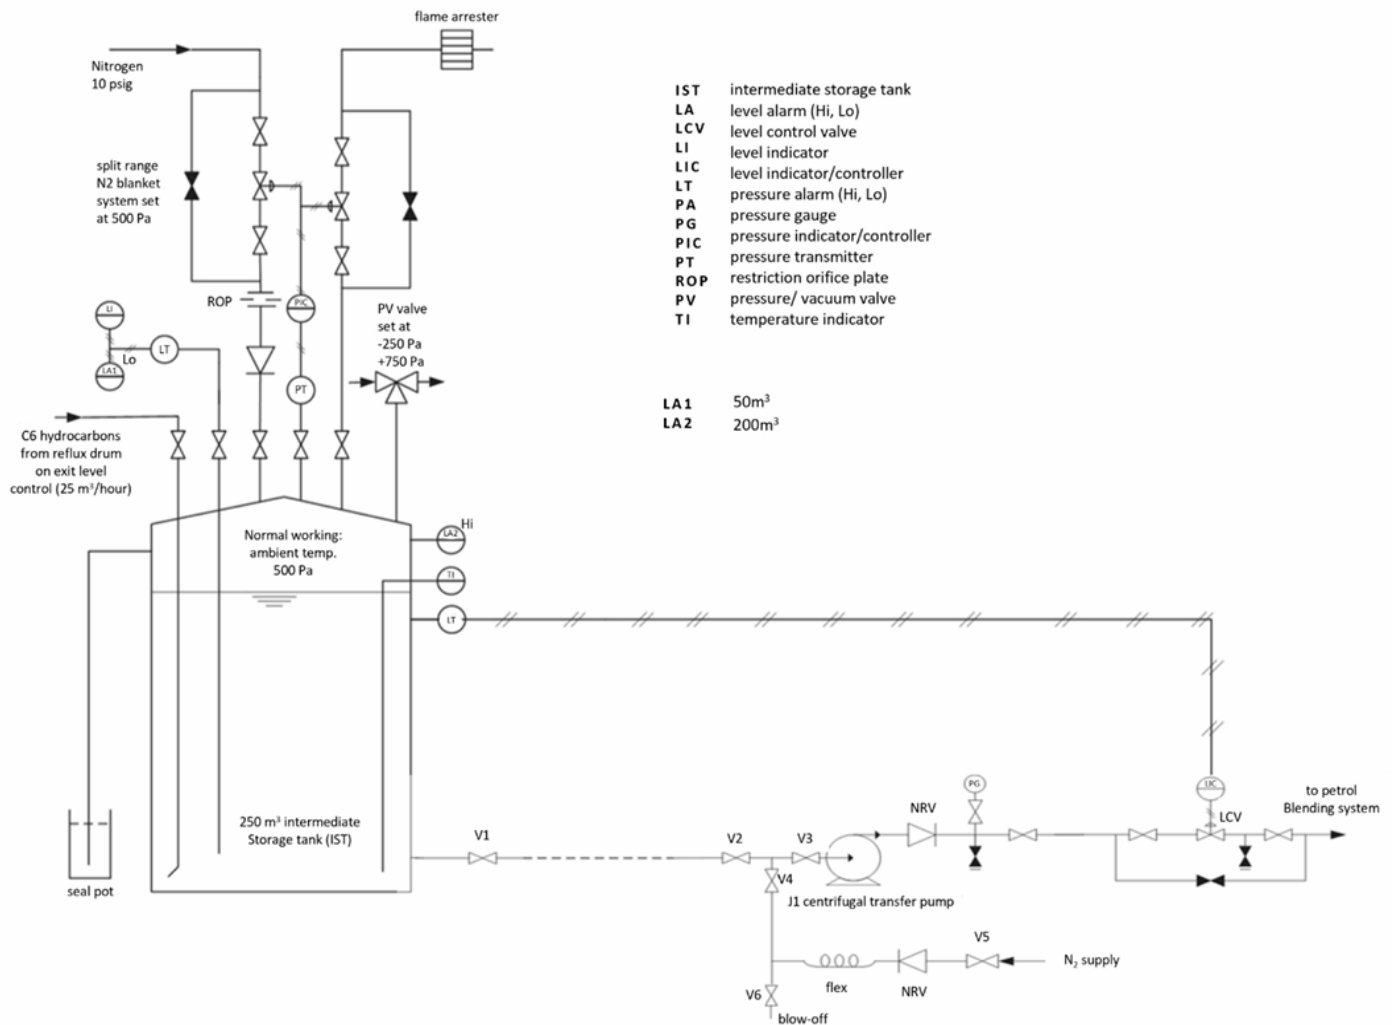 flame arrester
Nitrogen
10 psig
split range
N2 blanket
system set
at 500 Pa
ROP
PIC
PV valve
set at
-250 Pa
+750 Pa
LI
Lo
LT
LA1
PT
C6 hydrocarbons
from reflux drum
on exit level
control (25 m³/hour)
IST intermediate storage tank
LA level alarm (Hi, Lo)
LCV level control valve
LI level indicator
LIC level indicator/controller
LT pressure alarm (Hi, Lo)
PA pressure gauge
PG pressure indicator/controller
PIC pressure transmitter
PT restriction orifice plate
ROP pressure/ vacuum valve
PV temperature indicator
TI
LA1 50m³
LA2 200m³
Normal working:
ambient temp.
500 Pa
Hi
LA2
TI
LT
250 m³ intermediate
Storage tank (IST)
seal pot
V1
V2
V3
V4
NRV
PG
LIC
LCV
to petrol
Blending system
J1 centrifugal transfer pump
V5
N₂ supply
flex
NRV
V6
blow-off